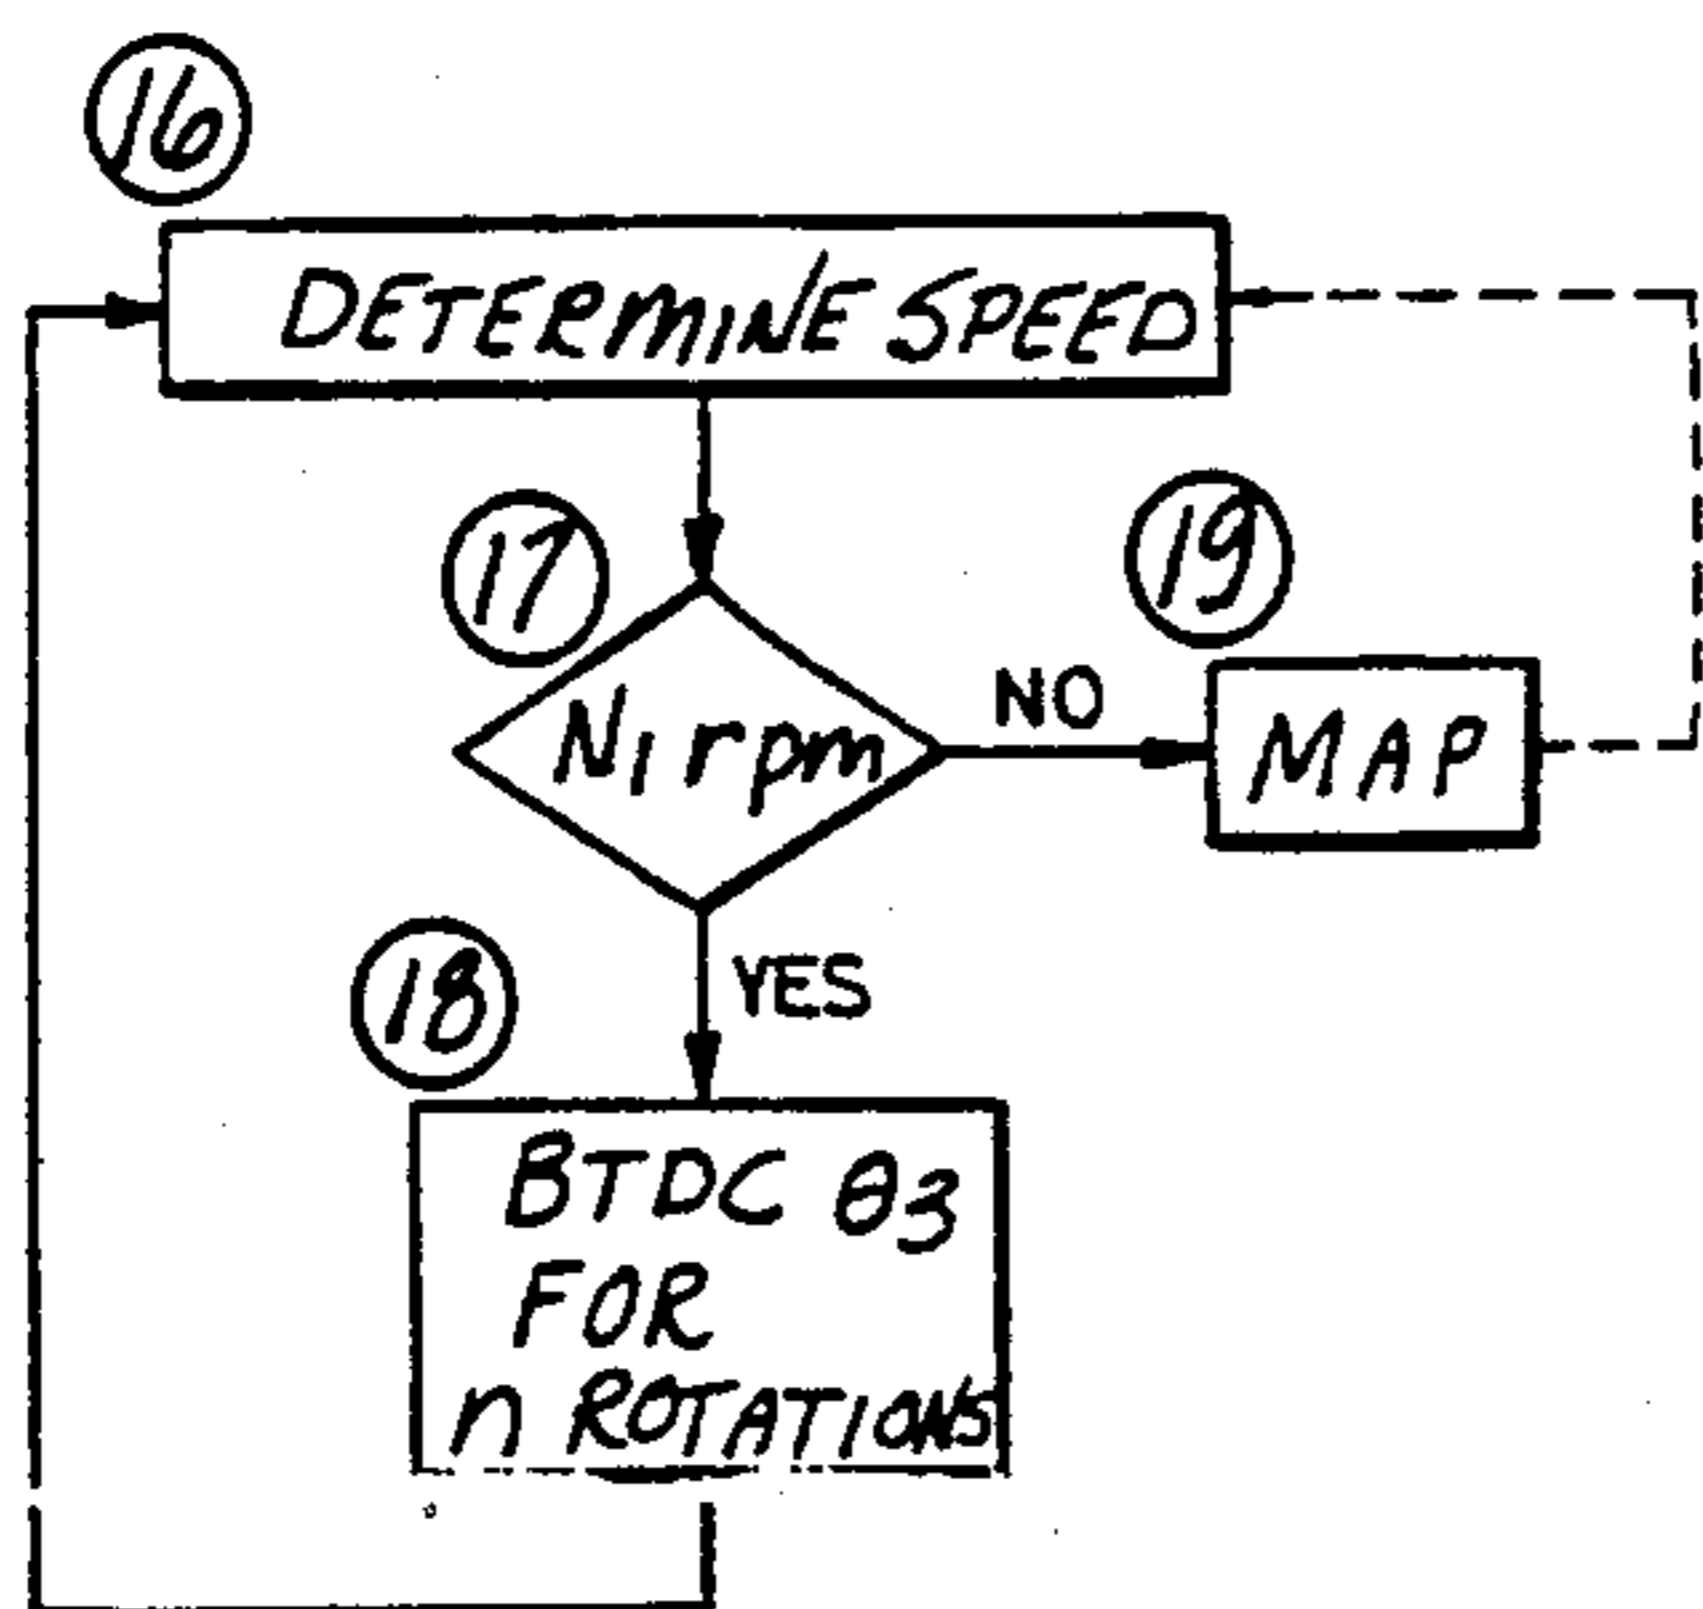 16
DETERMINE SPEED
17
N1 rpm
NO
19
MAP
YES
18
BTDC θ3
FOR
n ROTATIONS